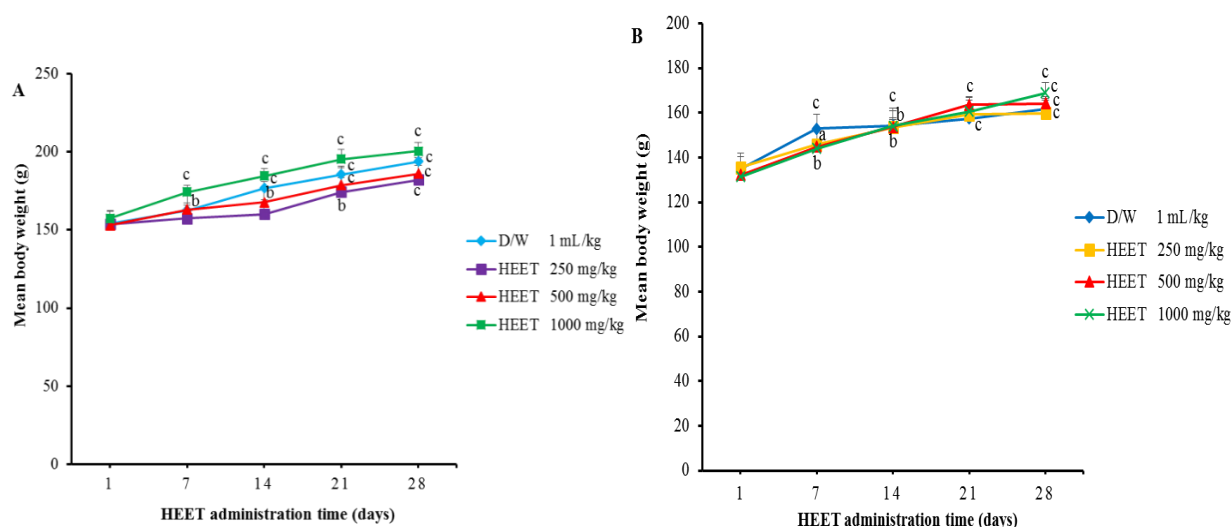 A
Mean body weight (g)
250
200
150
100
50
0
c
c
c
c
c
b
c
c
c
c
b
c
c
b
c
1
7
14
21
28
HEET administration time (days)
D/W 1 mL/kg
HEET 250 mg/kg
HEET 500 mg/kg
HEET 1000 mg/kg
B
Mean body weight (g)
200
180
160
140
120
100
80
60
40
20
0
c
c
c
c
c
b
c
c
a
c
b
b
1
7
14
21
28
HEET administration time (days)
D/W 1 mL/kg
HEET 250 mg/kg
HEET 500 mg/kg
HEET 1000 mg/kg